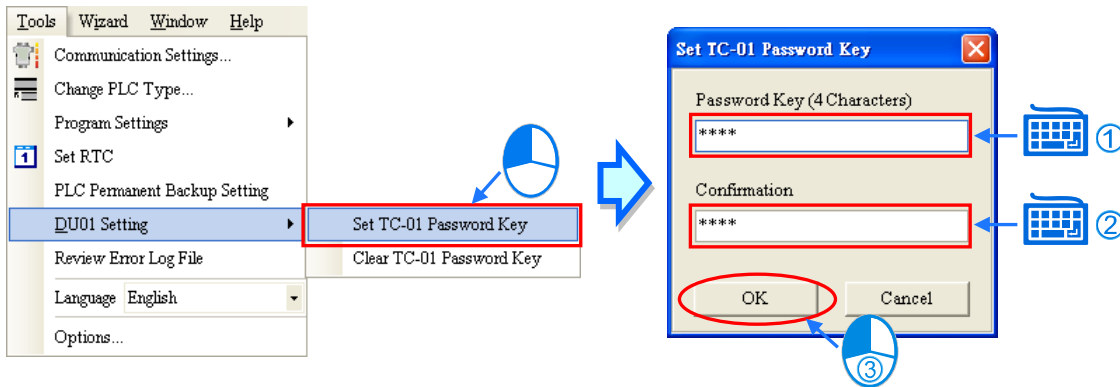 Tools Wizard Window Help
Communication Settings...
Change PLC Type...
Program Settings
1 Set RTC
PLC Permanent Backup Setting
DU01 Setting
Set TC-01 Password Key
Review Error Log File
Clear TC-01 Password Key
Language English
Options...
Set TC-01 Password Key
Password Key (4 Characters)
****
①
Confirmation
****
②
OK Cancel
③